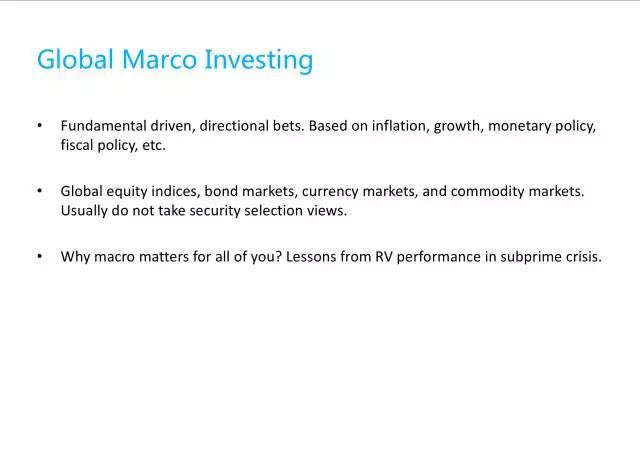 Global Marco Investing
• Fundamental driven, directional bets. Based on inflation, growth, monetary policy,
fiscal policy, etc.
• Global equity indices, bond markets, currency markets, and commodity markets.
Usually do not take security selection views.
• Why macro matters for all of you? Lessons from RV performance in subprime crisis.